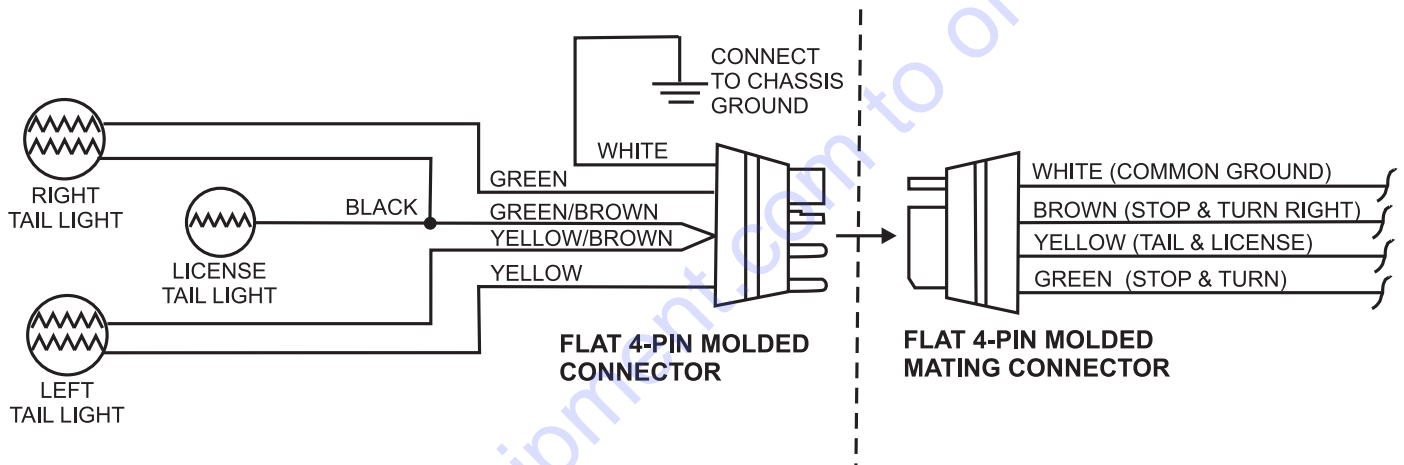 CONNECT
TO CHASSIS
GROUND
WHITE
GREEN
RIGHT
TAIL LIGHT
BLACK
GREEN/BROWN
YELLOW/BROWN
LICENSE
TAIL LIGHT
YELLOW
LEFT
TAIL LIGHT
FLAT 4-PIN MOLDED
CONNECTOR
WHITE (COMMON GROUND)
BROWN (STOP & TURN RIGHT)
YELLOW (TAIL & LICENSE)
GREEN (STOP & TURN)
FLAT 4-PIN MOLDED
MATING CONNECTOR
.com to